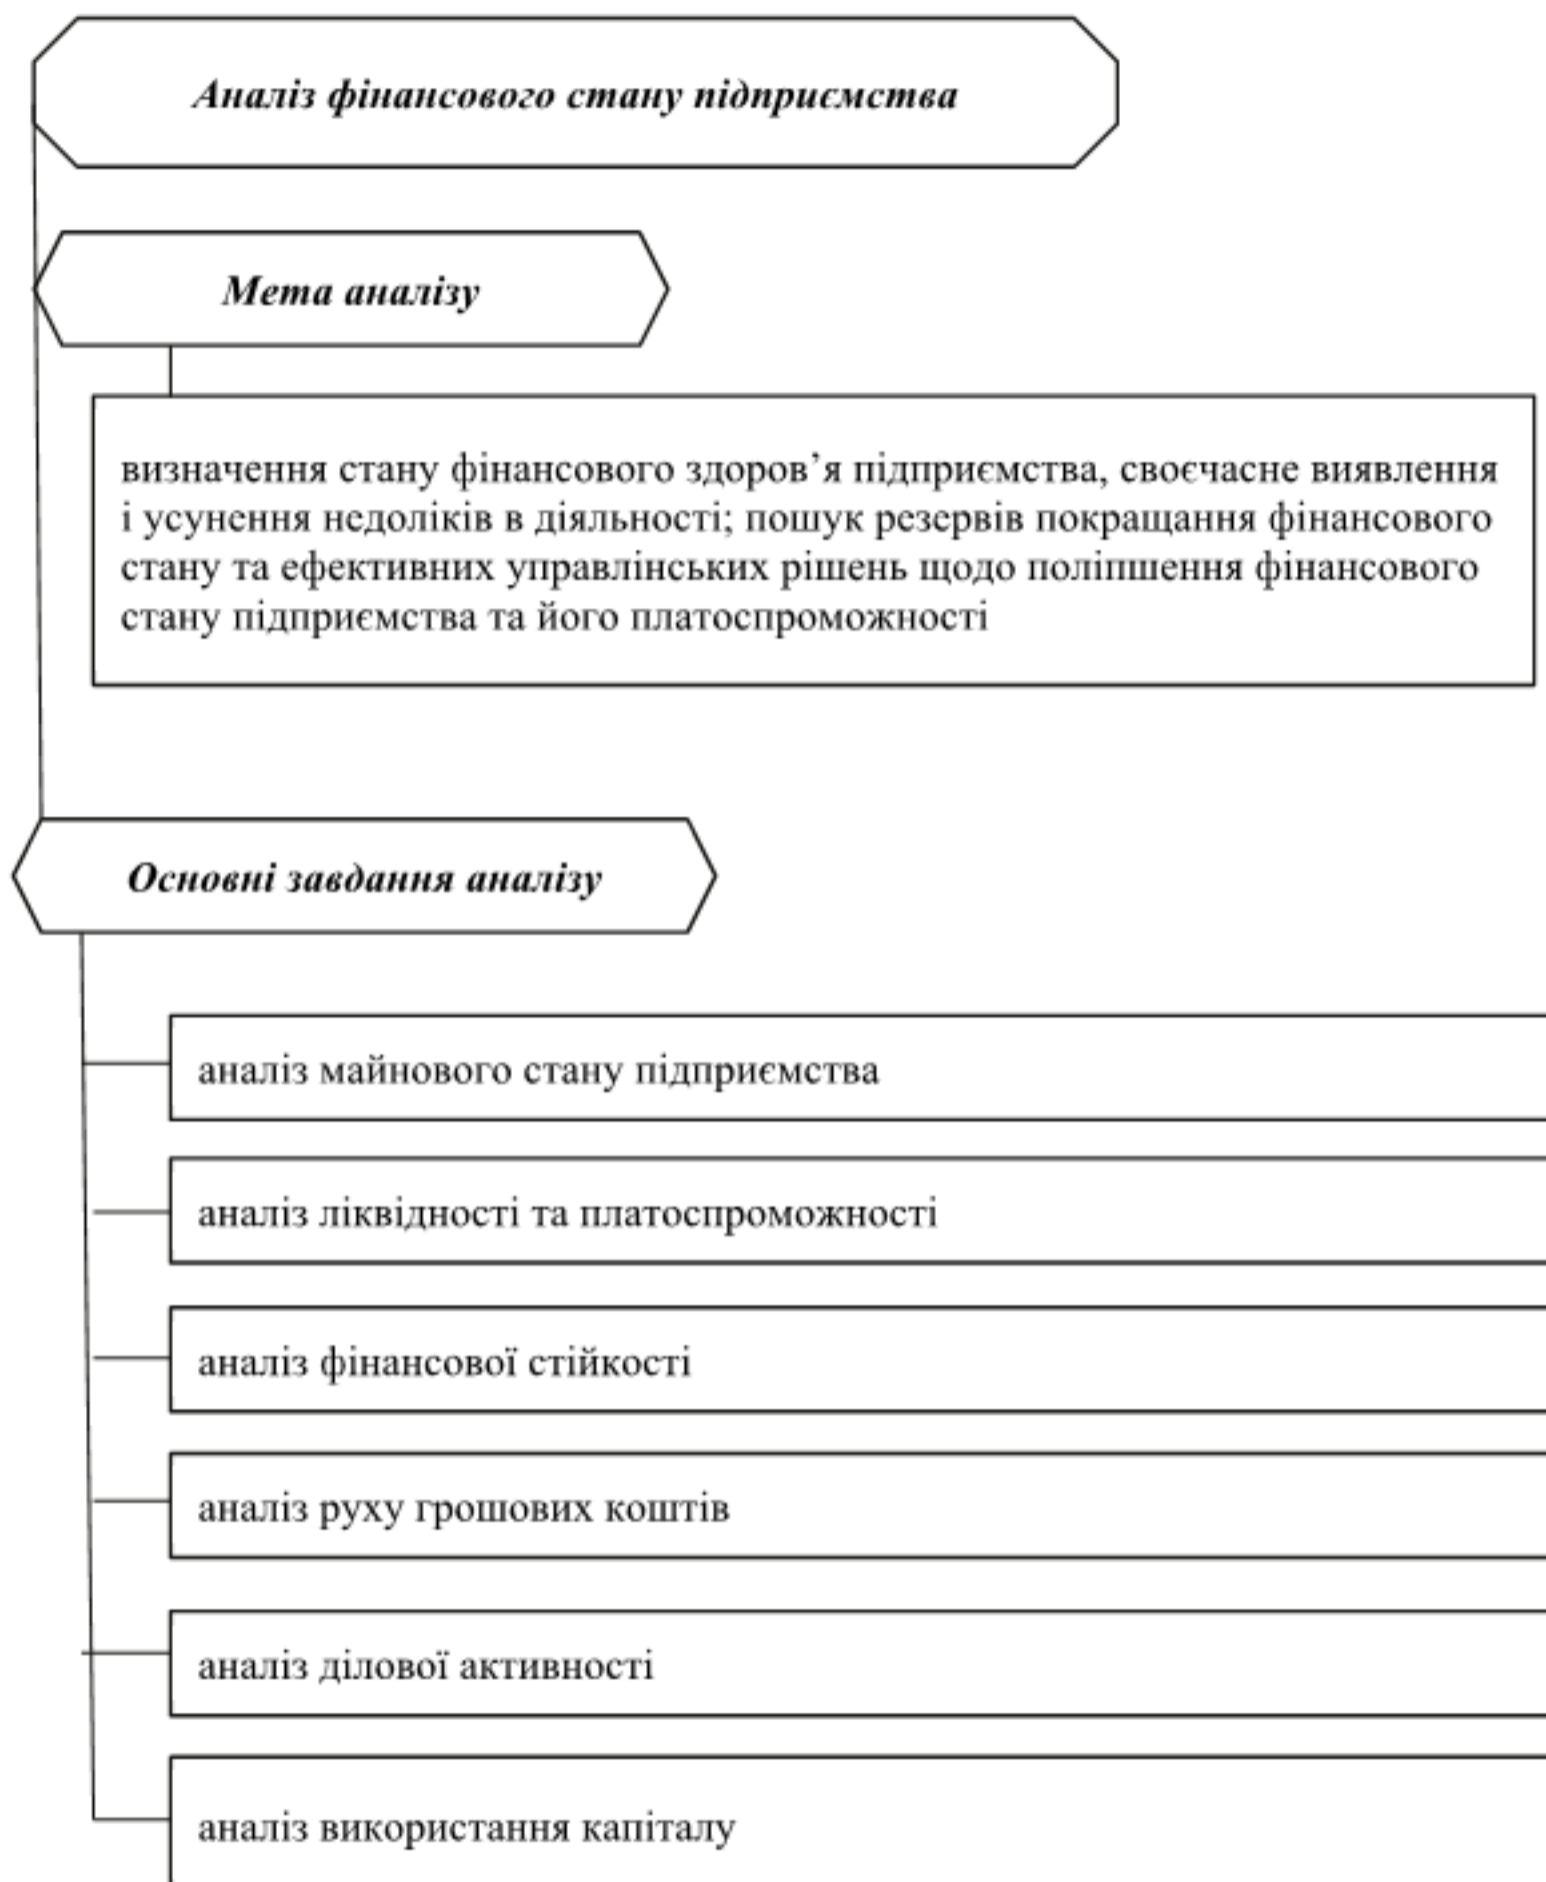 Аналіз фінансового стану підприємства
Мета аналізу
визначення стану фінансового здоров’я підприємства, своєчасне виявлення
і усунення недоліків в діяльності; пошук резервів покращання фінансового
стану та ефективних управлінських рішень щодо поліпшення фінансового
стану підприємства та його платоспроможності
Основні завдання аналізу
аналіз майнового стану підприємства
аналіз ліквідності та платоспроможності
аналіз фінансової стійкості
аналіз руху грошових коштів
аналіз ділової активності
аналіз використання капіталу